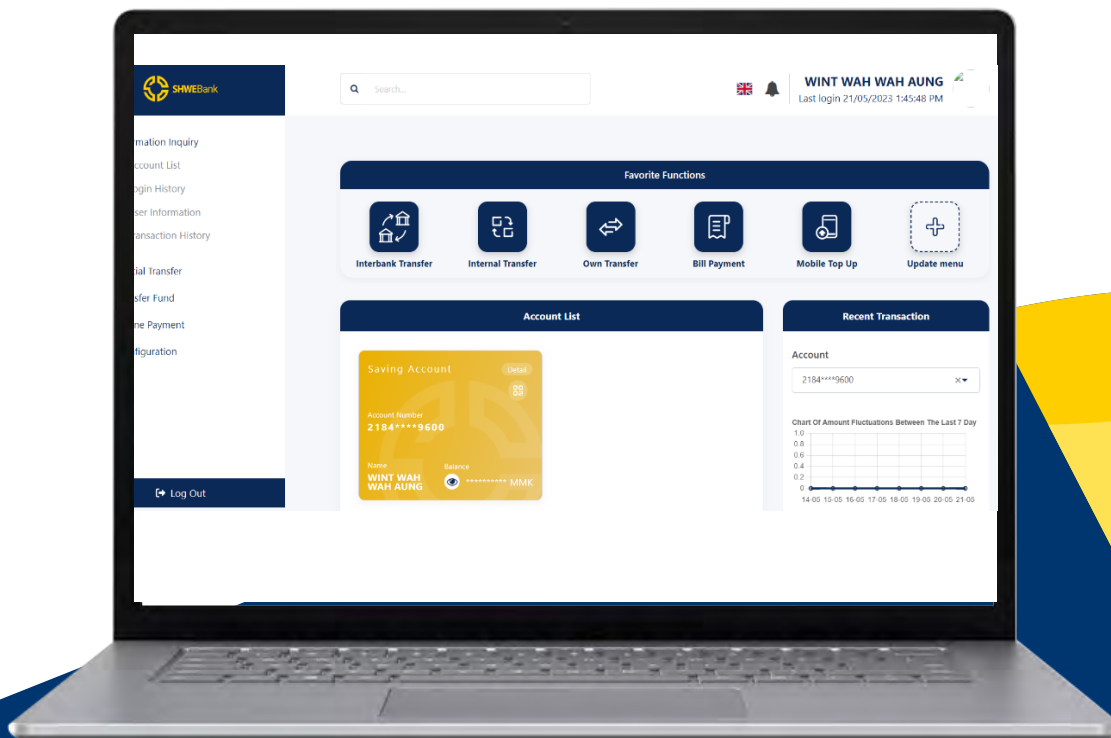 SHWEBank
Search...
WINT WAH WAH AUNG
Last login 21/05/2023 1:45:48 PM
rmation Inquiry
ccount List
ogin History
ser Information
ransaction History
ial Transfer
sfer Fund
ne Payment
figuration
Log Out
Favorite Functions
Interbank Transfer
Internal Transfer
Own Transfer
Bill Payment
Mobile Top Up
Update menu
Account List
Saving Account
Detail
Account Number
2184****9600
Name
WINT WAH
WAH AUNG
Balance
********** MMK
Recent Transaction
Account
2184****9600
Chart Of Amount Fluctuations Between The Last 7 Day
1.0
0.8
0.6
0.4
0.2
0
14-05 15-05 16-05 17-05 18-05 19-05 20-05 21-05